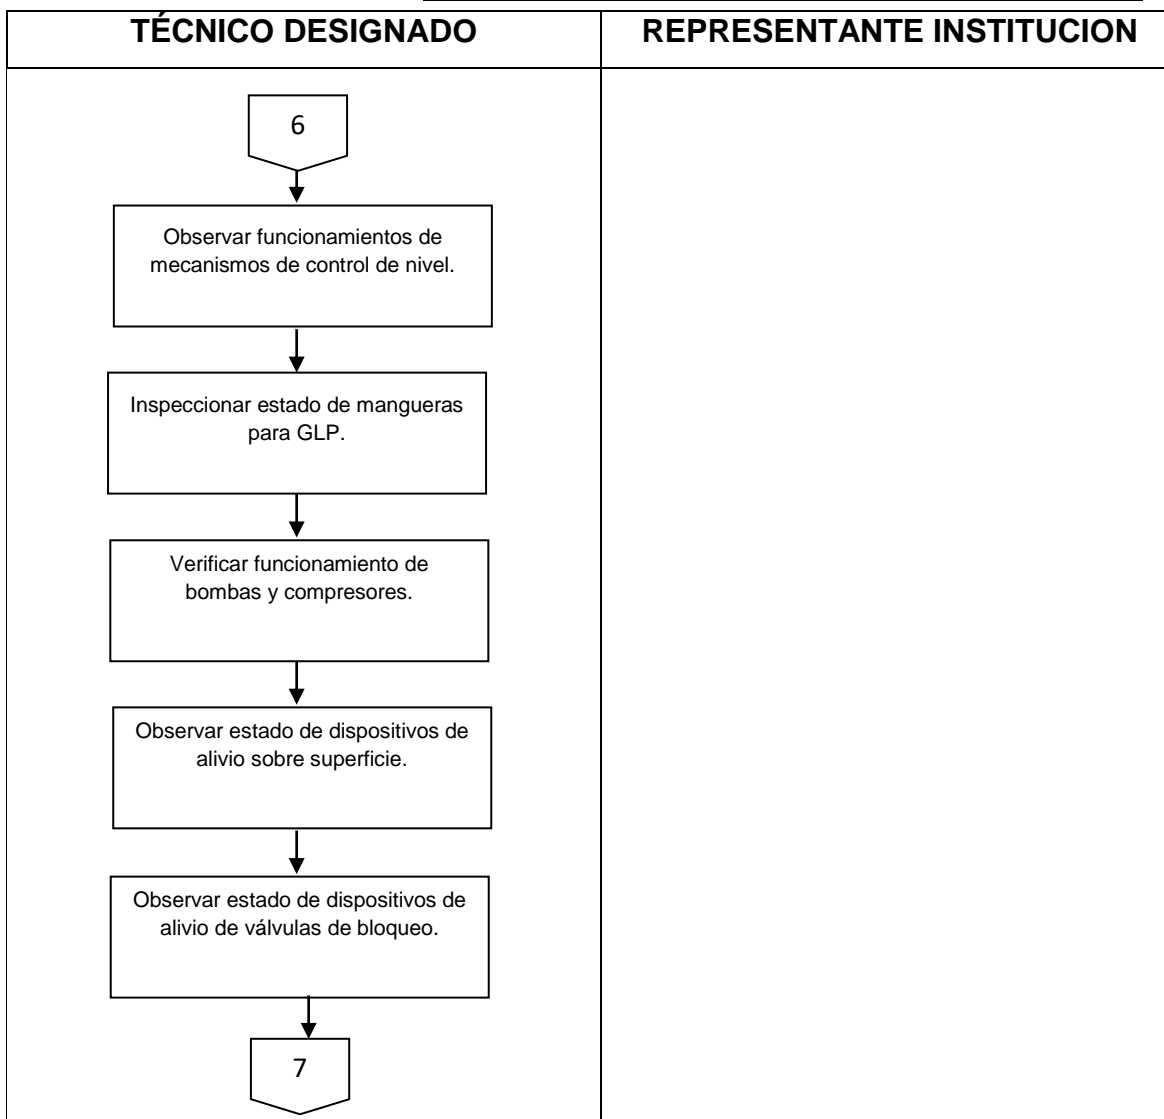 TÉCNICO DESIGNADO
REPRESENTANTE INSTITUCION
6
Observar funcionamientos de
mecanismos de control de nivel.
Inspeccionar estado de mangueras
para GLP.
Verificar funcionamiento de
bombas y compresores.
Observar estado de dispositivos de
alivio sobre superficie.
Observar estado de dispositivos de
alivio de válvulas de bloqueo.
7